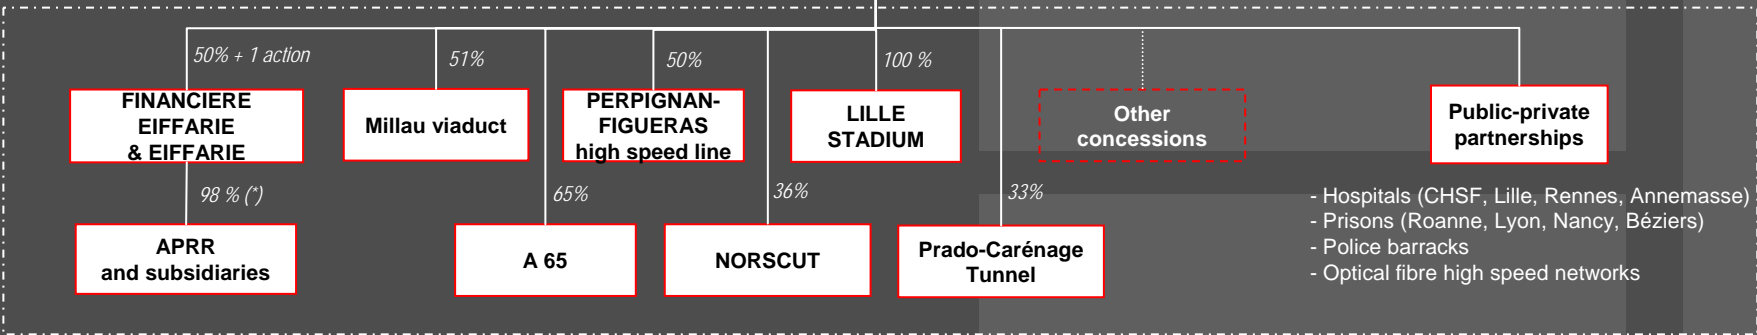 50% + 1 action
51%
50%
100 %
FINANCIERE
EIFFARIE
& EIFFARIE
Millau viaduct
PERPIGNAN-
FIGUERAS
high speed line
LILLE
STADIUM
Other
concessions
Public-private
partnerships
98 % (*)
65%
36%
33%
- Hospitals (CHSF, Lille, Rennes, Annemasse)
- Prisons (Roanne, Lyon, Nancy, Béziers)
- Police barracks
- Optical fibre high speed networks
APRR
and subsidiaries
A 65
NORSCUT
Prado-Carénage
Tunnel